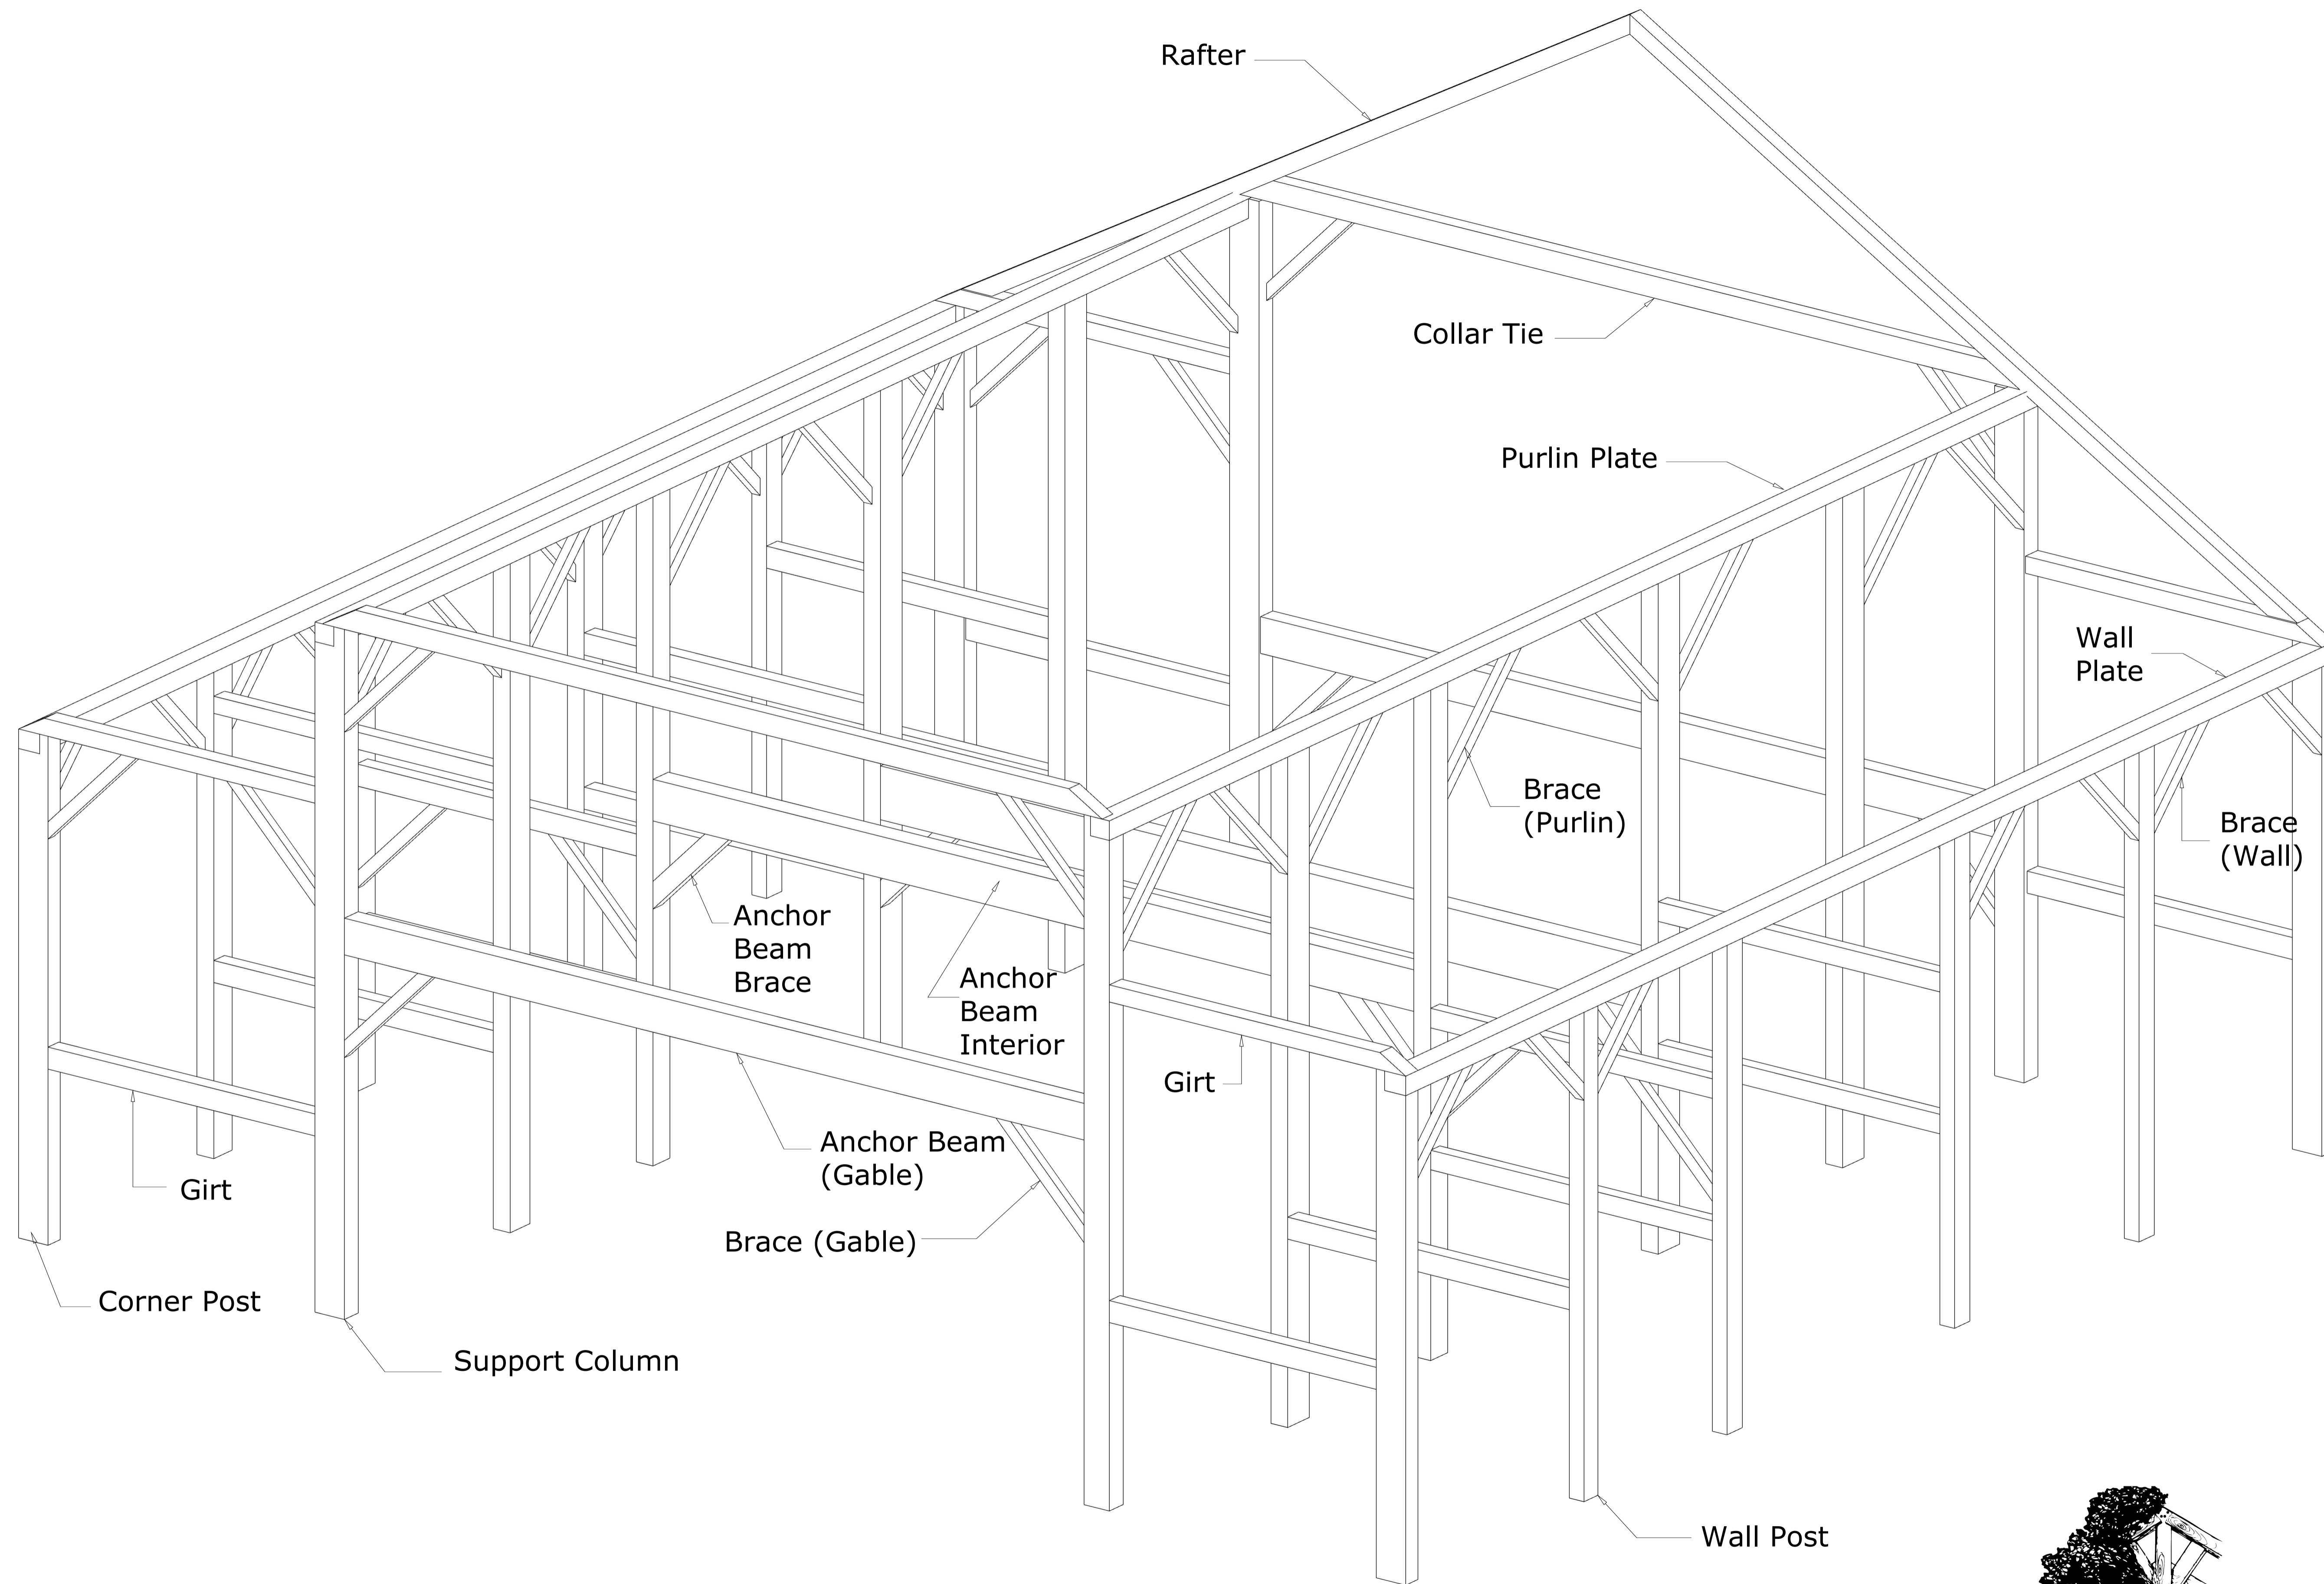 Rafter
Collar Tie
Purlin Plate
Wall
Plate
Brace
(Purlin)
Brace
(Wall)
Anchor
Beam
Brace
Anchor
Beam
Interior
Girt
Anchor Beam
(Gable)
Girt
Brace (Gable)
Corner Post
Support Column
Wall Post